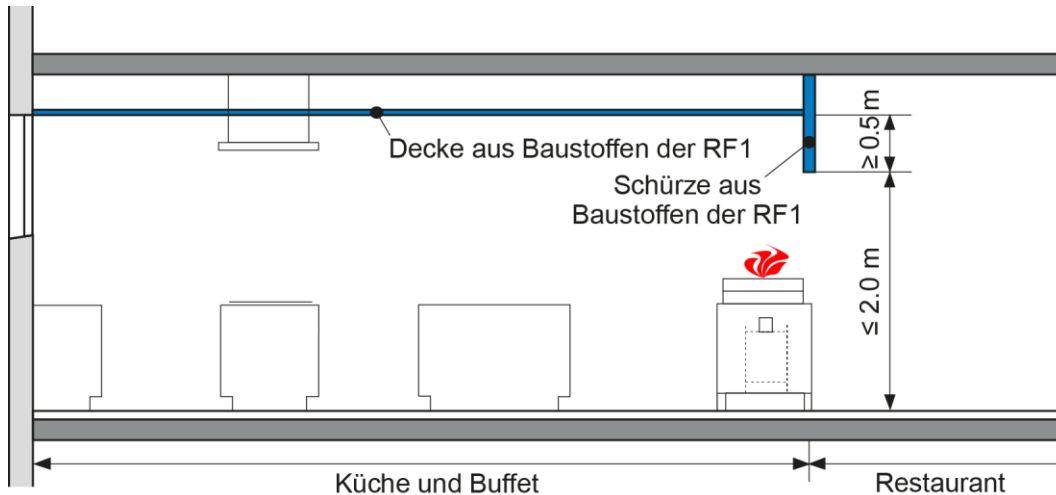 Decke aus Baustoffen der RF1
Schürze aus
Baustoffen der RF1
≥ 0.5 m
≤ 2.0 m
Küche und Buffet
Restaurant